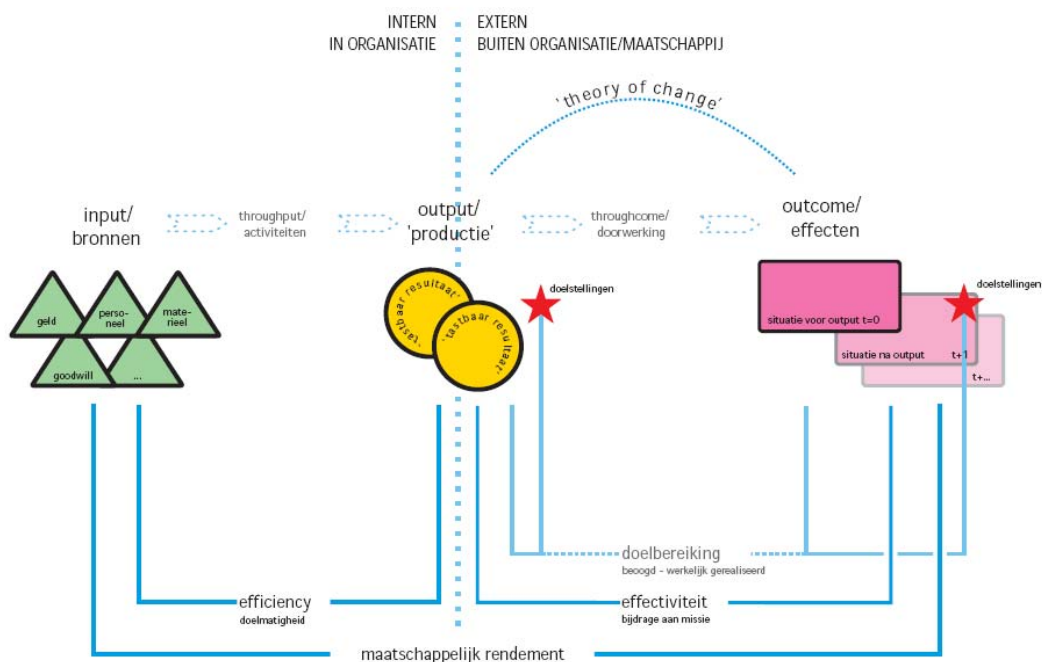 INTERN
IN ORGANISATIE
EXTERN
BUITEN ORGANISATIE/MAATSCHAPPIJ
'theory of change'
input/
bronnen
throughput/
activiteiten
output/
'productie'
throughcome/
doorwerking
outcome/
effecten
geld
perso-
neel
mate-
rieel
goodwill
...
'tastbaar resultaat'
'tastbaar resultaat'
doelstellingen
situatie voor output t=0
situatie na output t+1
t+...
doelstellingen
doelbereiking
beoogd - werkelijk gerealiseerd
efficiency
doelmatigheid
effectiviteit
bijdrage aan missie
maatschappelijk rendement